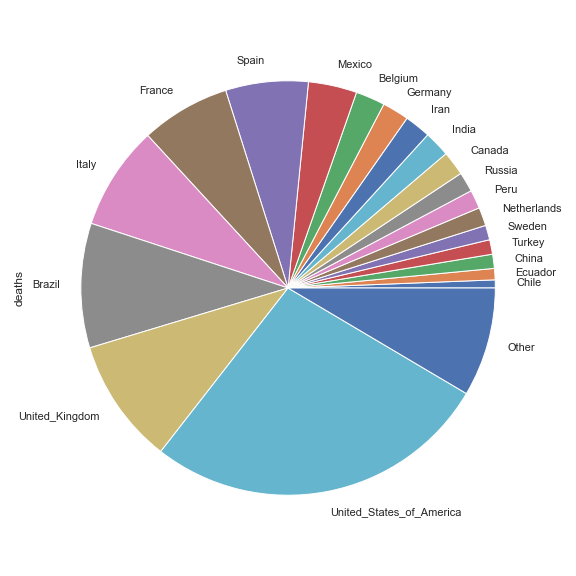 Spain
Mexico
Belgium
Germany
Iran
India
Canada
Russia
Peru
Netherlands
Sweden
Turkey
China
Ecuador
Chile
Other
United_States_of_America
United_Kingdom
Brazil
Italy
France
deaths